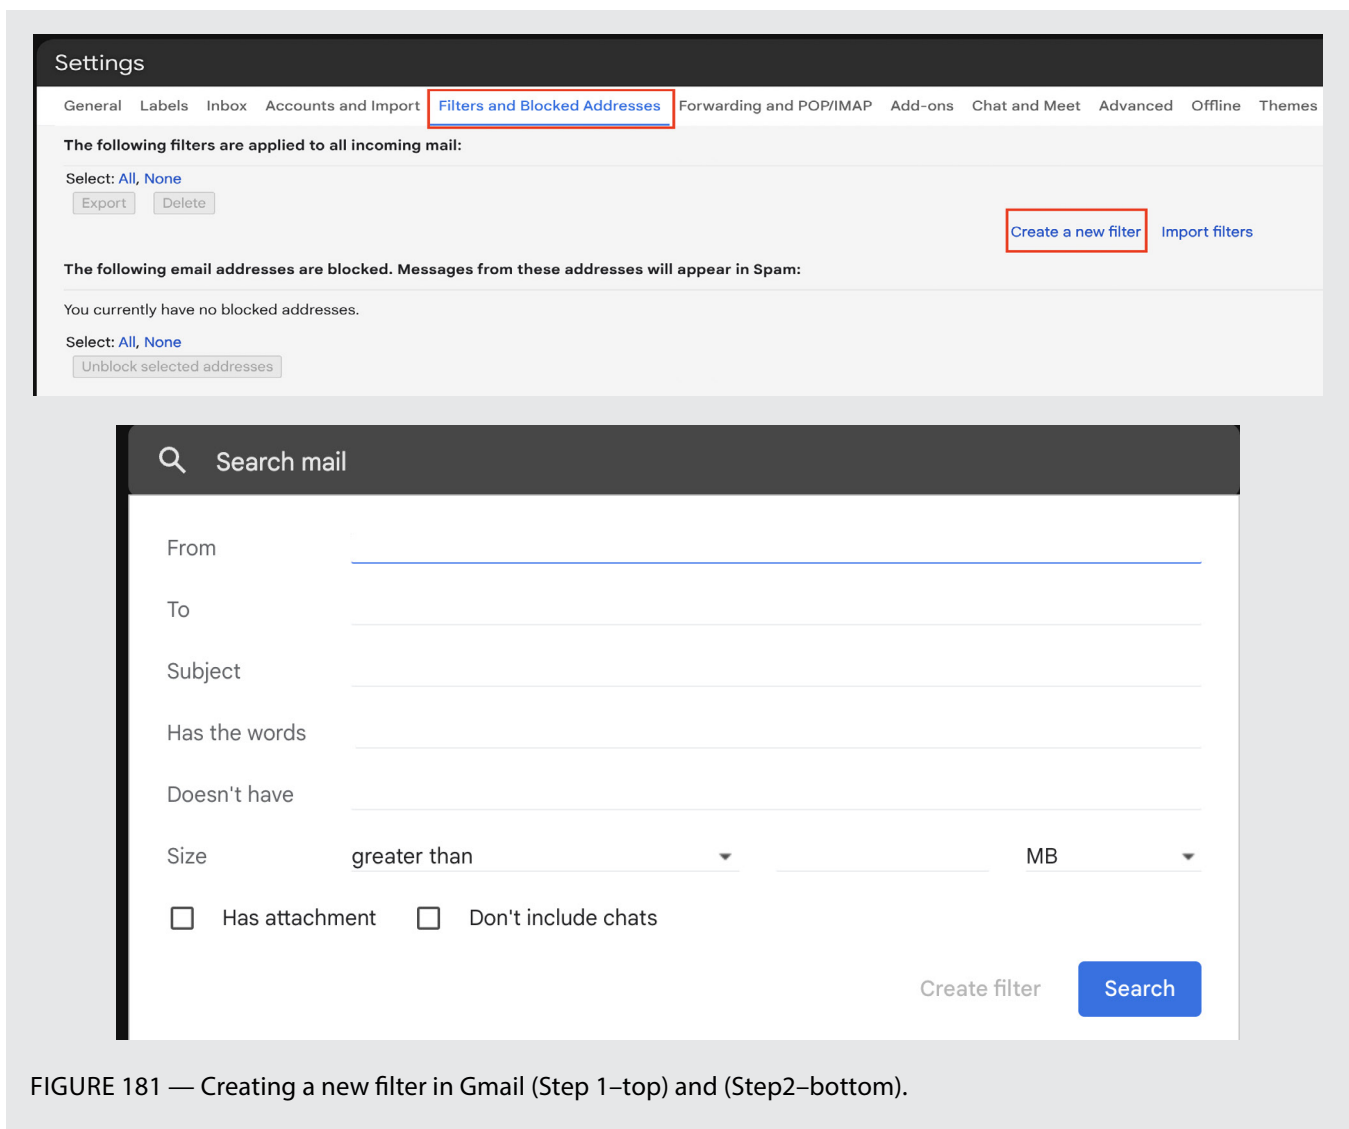 Settings
General Labels Inbox Accounts and Import Filters and Blocked Addresses Forwarding and POP/IMAP Add-ons Chat and Meet Advanced Offline Themes
The following filters are applied to all incoming mail:
Select: All, None
Export Delete
Create a new filter Import filters
The following email addresses are blocked. Messages from these addresses will appear in Spam:
You currently have no blocked addresses.
Select: All, None
Unblock selected addresses
Search mail
From
To
Subject
Has the words
Doesn't have
Size greater than MB
Has attachment Don't include chats
Create filter Search
FIGURE 181 — Creating a new filter in Gmail (Step 1–top) and (Step2–bottom).